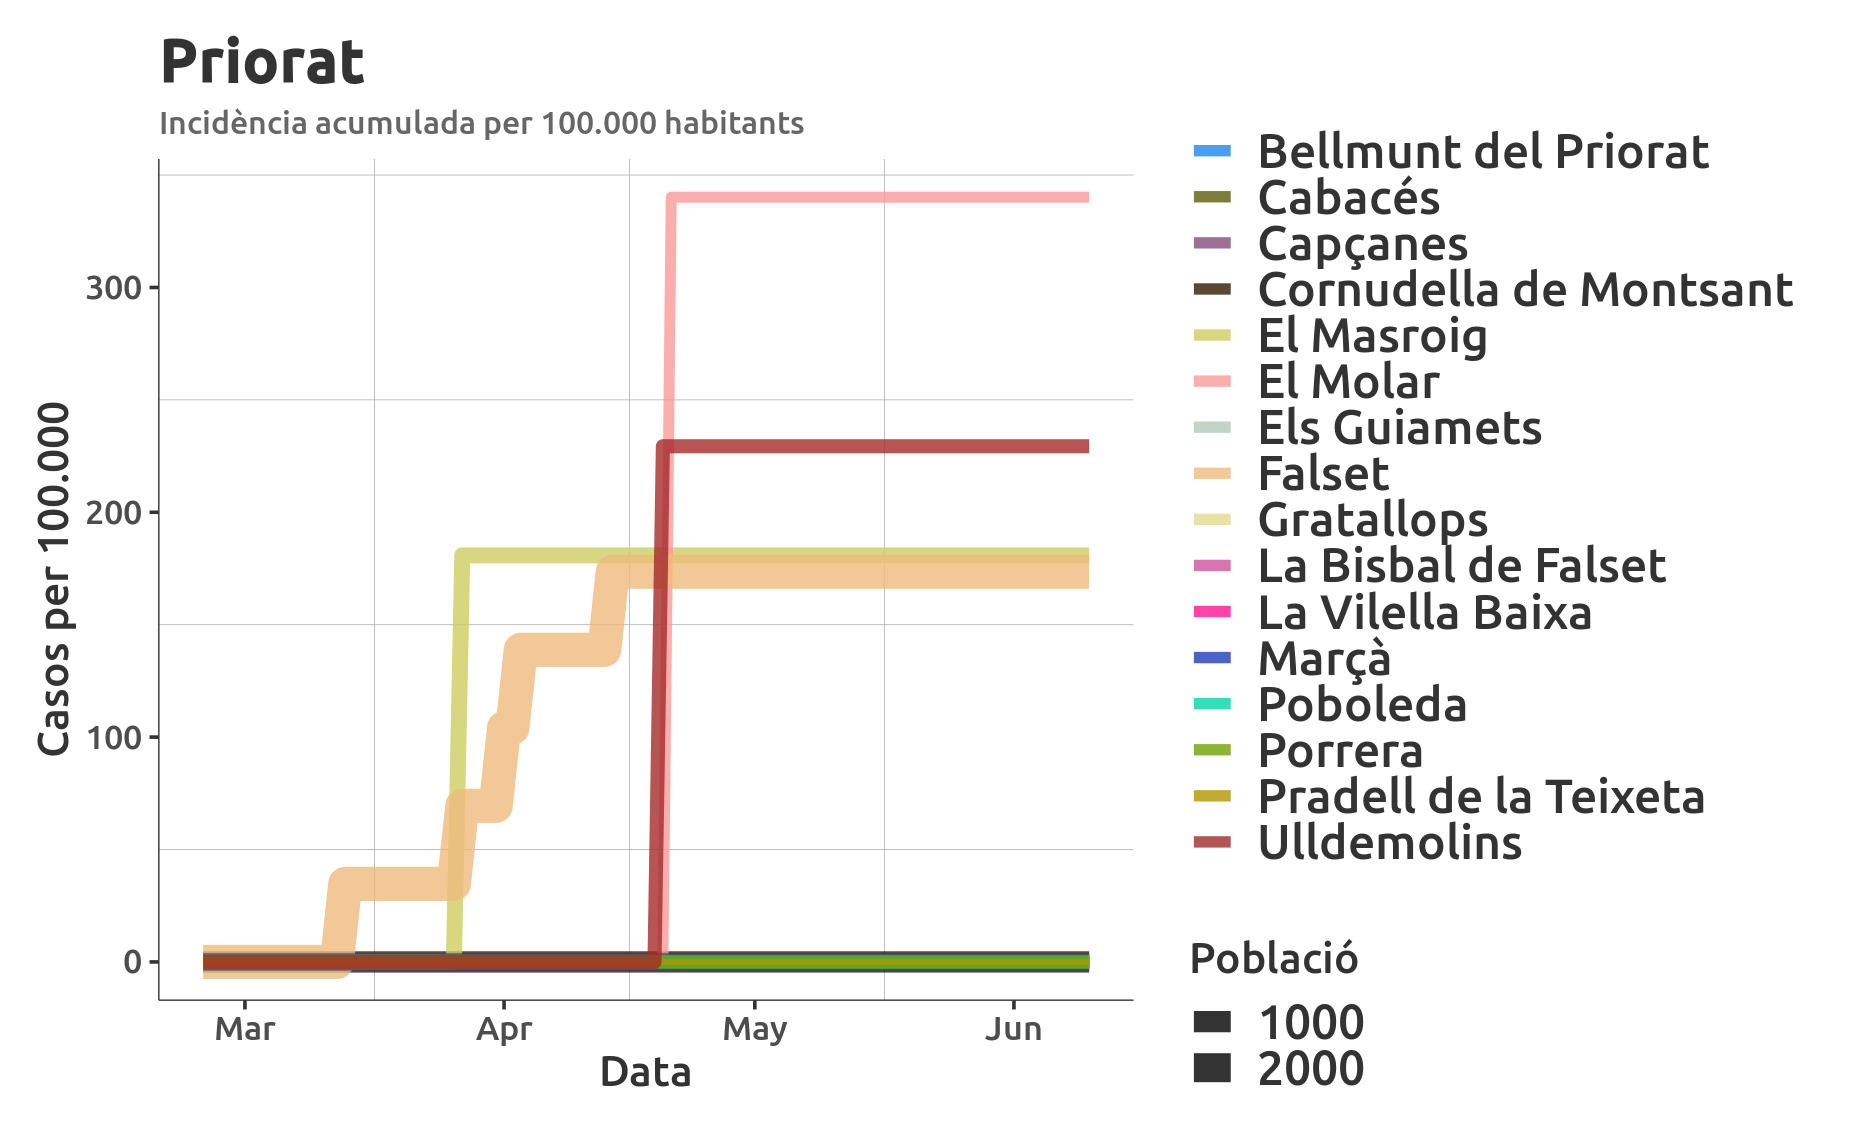 Priorat
Incidència acumulada per 100.000 habitants
Casos per 100.000
300
200
100
0
Mar
Apr
May
Jun
Data
Bellmunt del Priorat
Cabacés
Capçanes
Cornudella de Montsant
El Masroig
El Molar
Els Guiamets
Falset
Gratallops
La Bisbal de Falset
La Vilella Baixa
Marçà
Poboleda
Porrera
Pradell de la Teixeta
Ulldemolins
Població
1000
2000